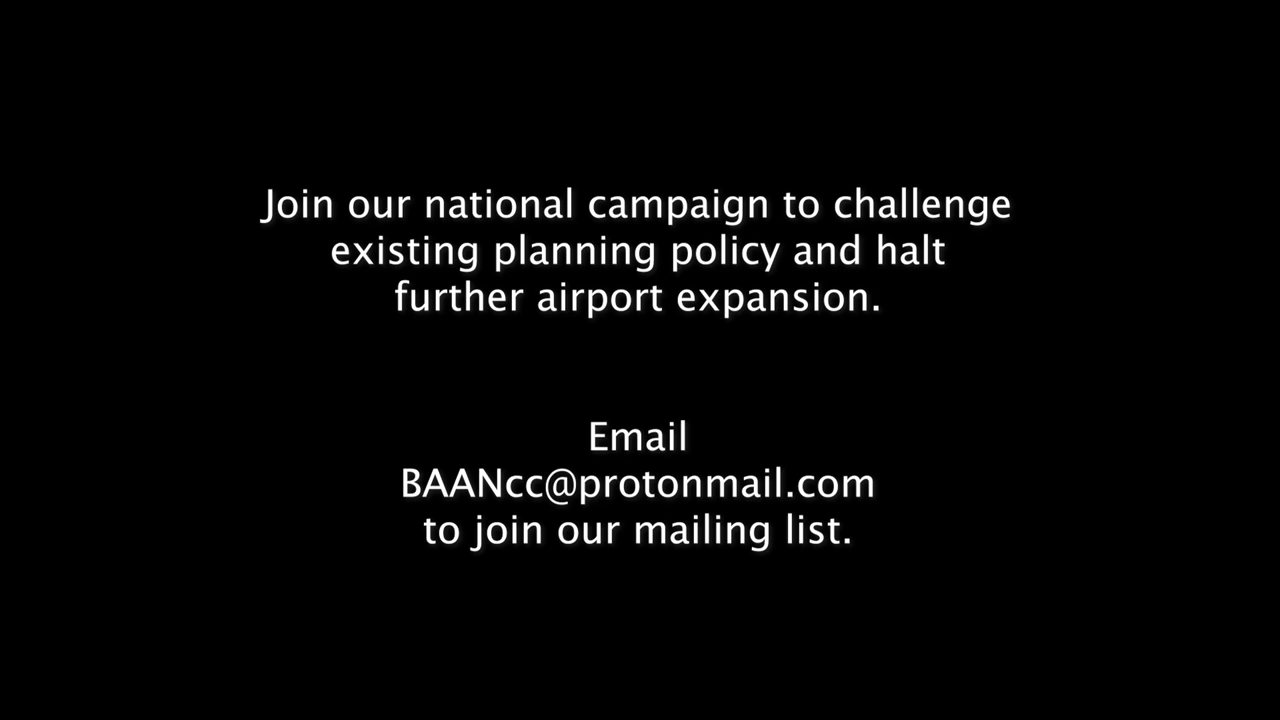 Join our national campaign to challenge
existing planning policy and halt
further airport expansion.
Email
BAANcc@protonmail.com
to join our mailing list.